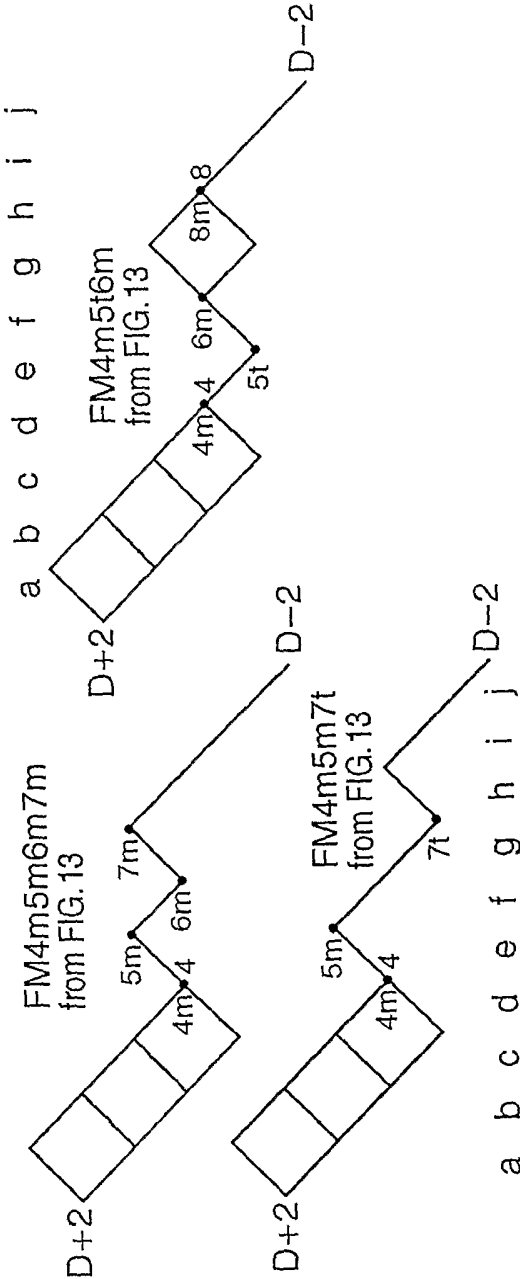 a b c d e f g h i j
FM4m5t6m
from FIG. 13
D+2
4m 4
5t
6m
8m 8
D−2
FM4m5m6m7m
from FIG. 13
D+2
4m 4
5m
6m
7m
D−2
FM4m5m7t
from FIG. 13
D+2
4m 4
5m
7t
D−2
a b c d e f g h i j